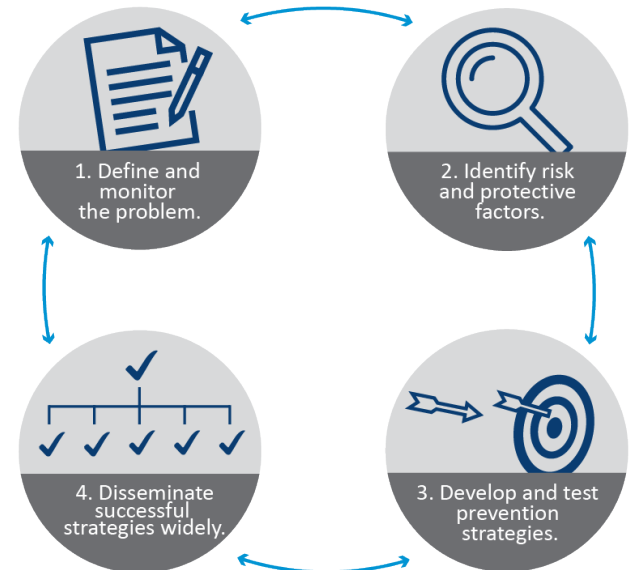 1. Define and
monitor
the problem.
2. Identify risk
and protective
factors.
3. Develop and test
prevention
strategies.
4. Disseminate
successful
strategies widely.